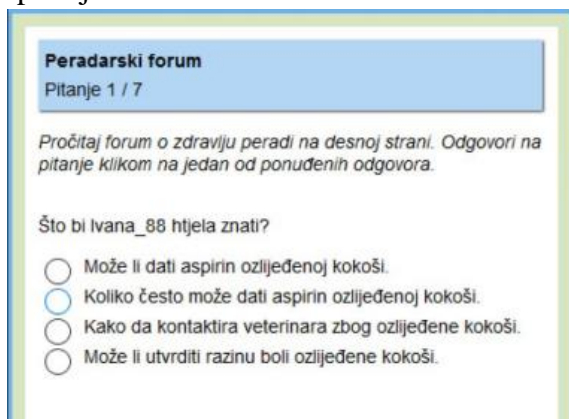 Peradarski forum
Pitanje 1 / 7
Pročitaj forum o zdravlju peradi na desnoj strani. Odgovori na
pitanje klikom na jedan od ponuđenih odgovora.
Što bi Ivana_88 htjela znati?
Može li dati aspirin ozlijeđenoj kokoši.
Koliko često može dati aspirin ozlijeđenoj kokoši.
Kako da kontaktira veterinara zbog ozlijeđene kokoši.
Može li utvrditi razinu boli ozlijeđene kokoši.